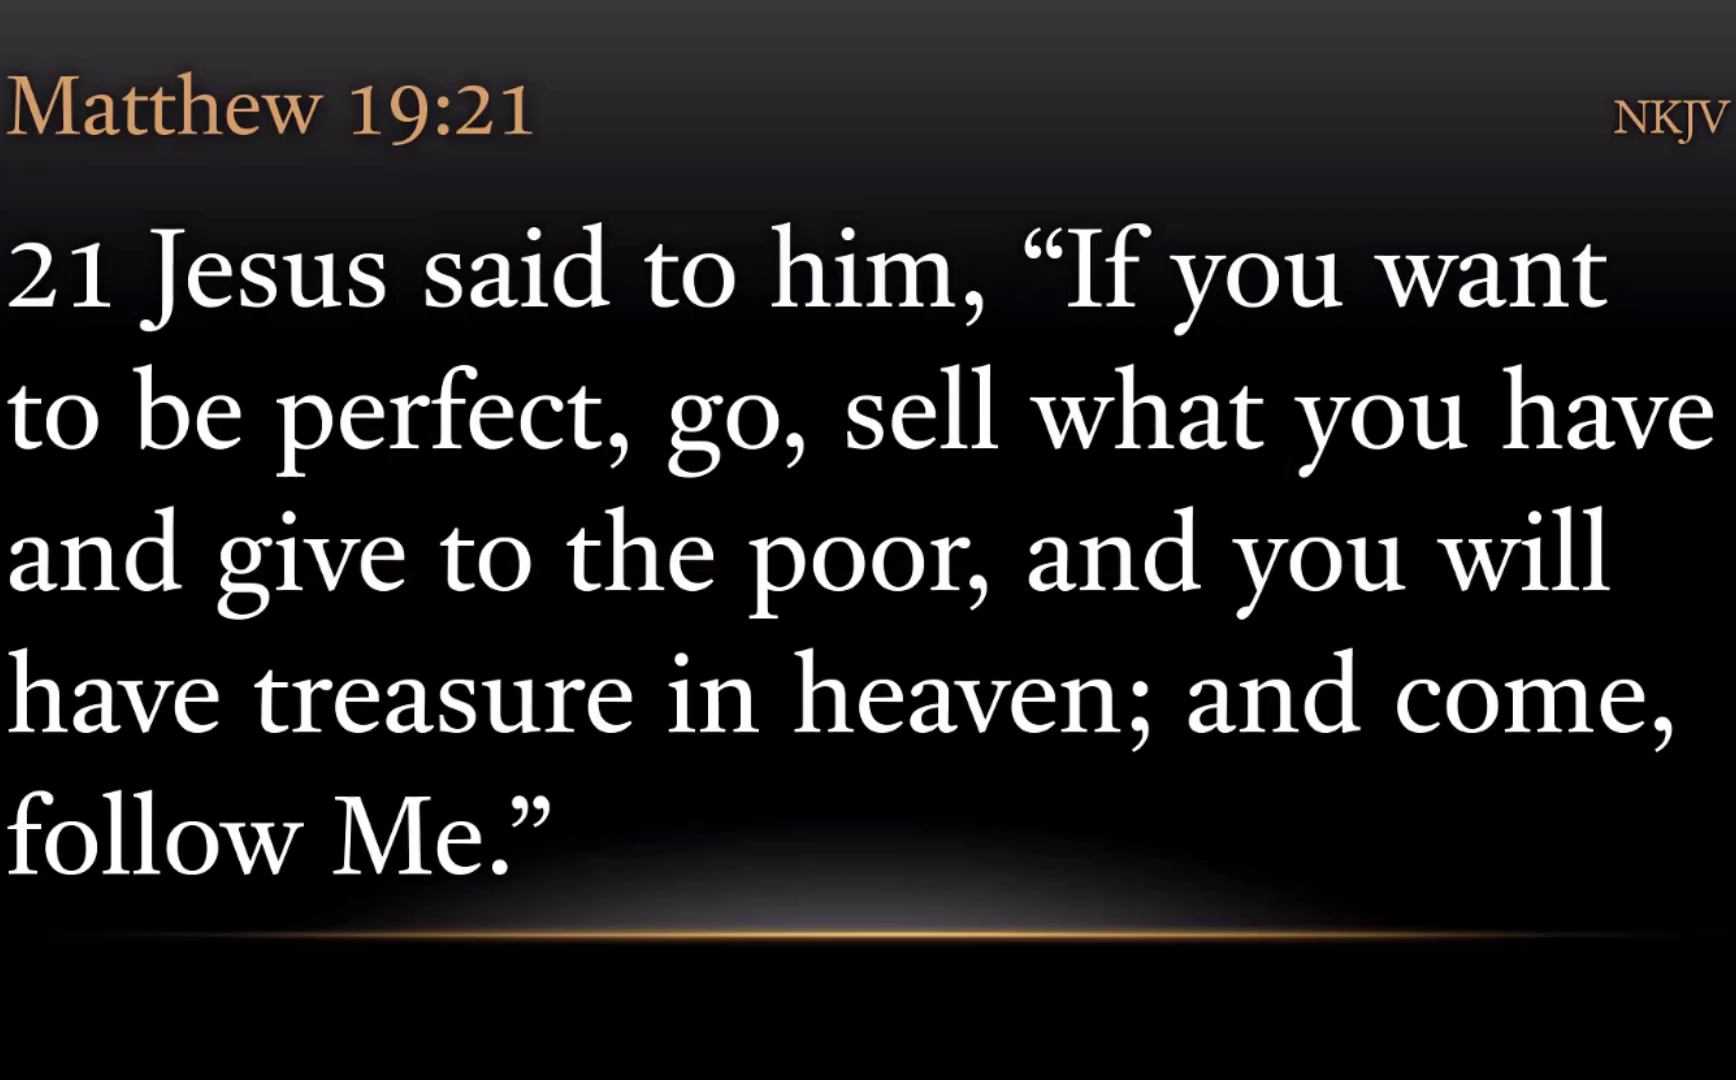 Matthew 19:21 NKJV
21 Jesus said to him, “If you want
to be perfect, go, sell what you have
and give to the poor, and you will
have treasure in heaven; and come,
follow Me.”